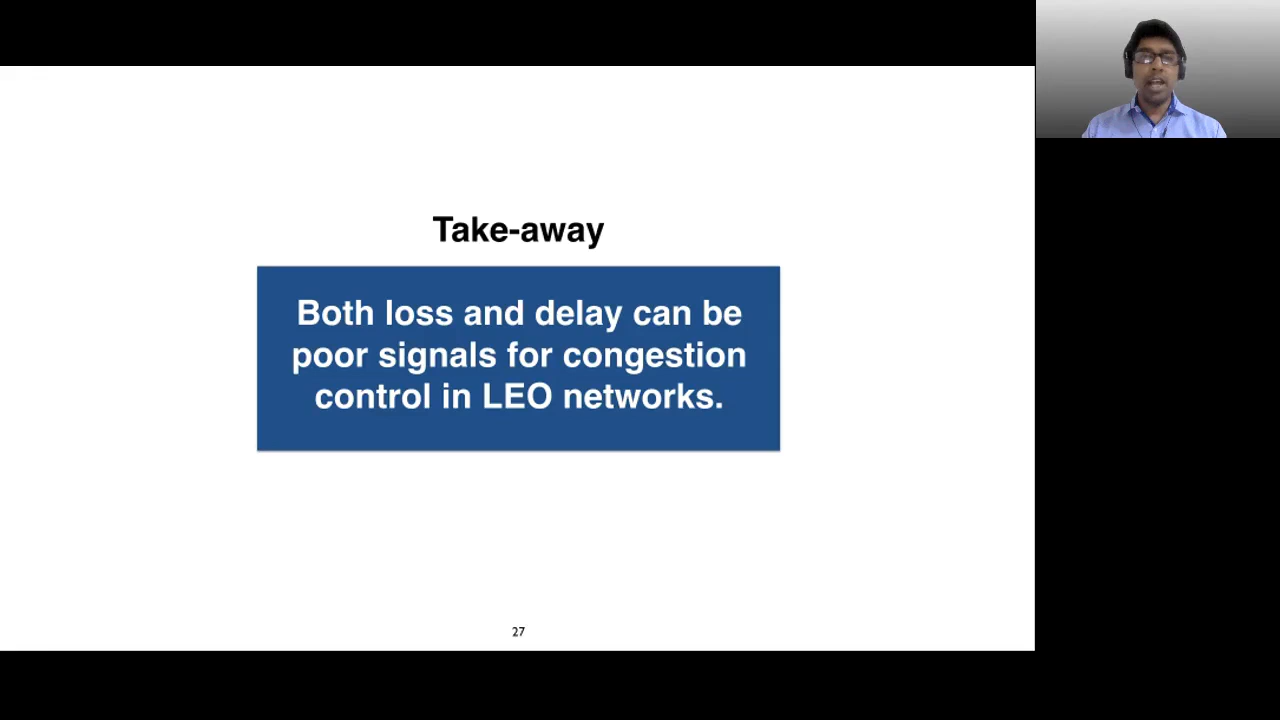 Take-away
Both loss and delay can be
poor signals for congestion
control in LEO networks.
27